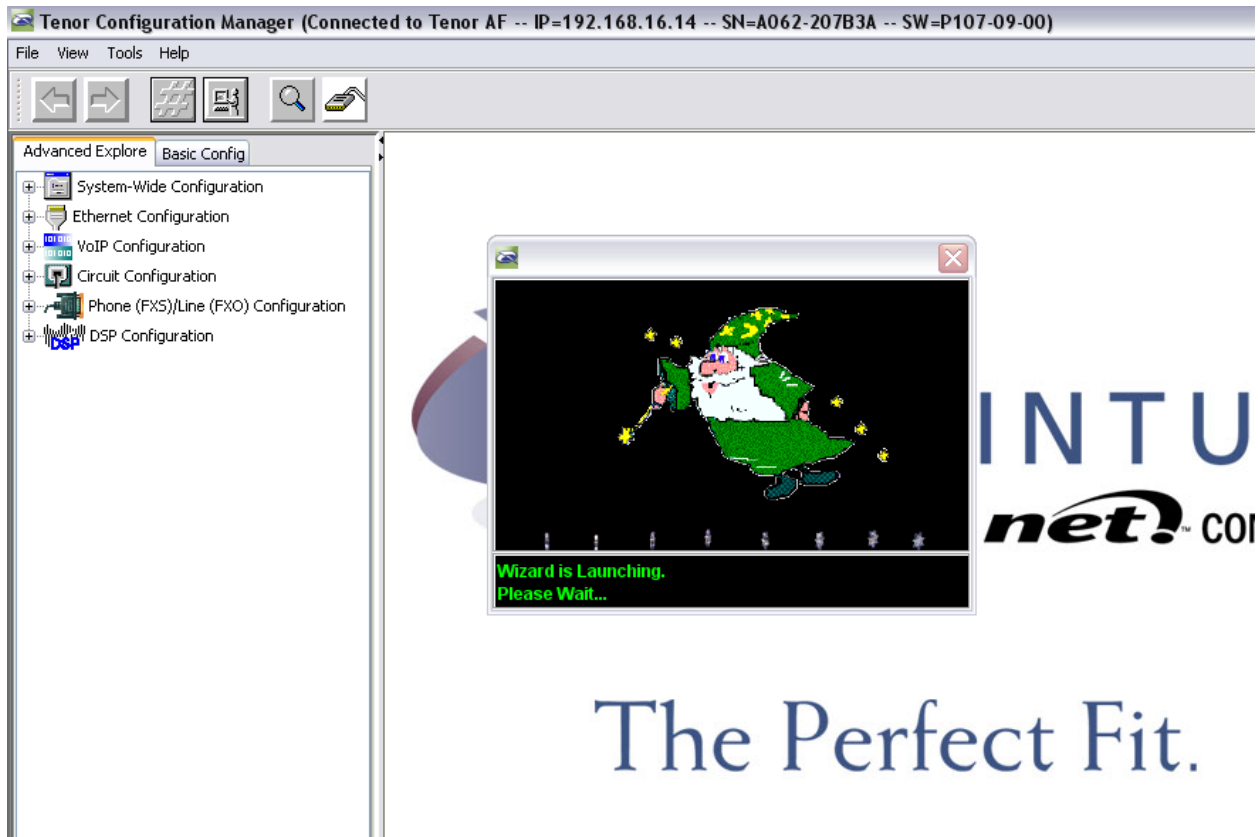 Tenor Configuration Manager (Connected to Tenor AF -- IP=192.168.16.14 -- SN=A062-207B3A -- SW=P107-09-00)
File View Tools Help
Advanced Explore Basic Config
System-Wide Configuration
Ethernet Configuration
VoIP Configuration
Circuit Configuration
Phone (FXS)/Line (FXO) Configuration
DSP Configuration
Wizard is Launching.
Please Wait...
INTU
net! CON
The Perfect Fit.